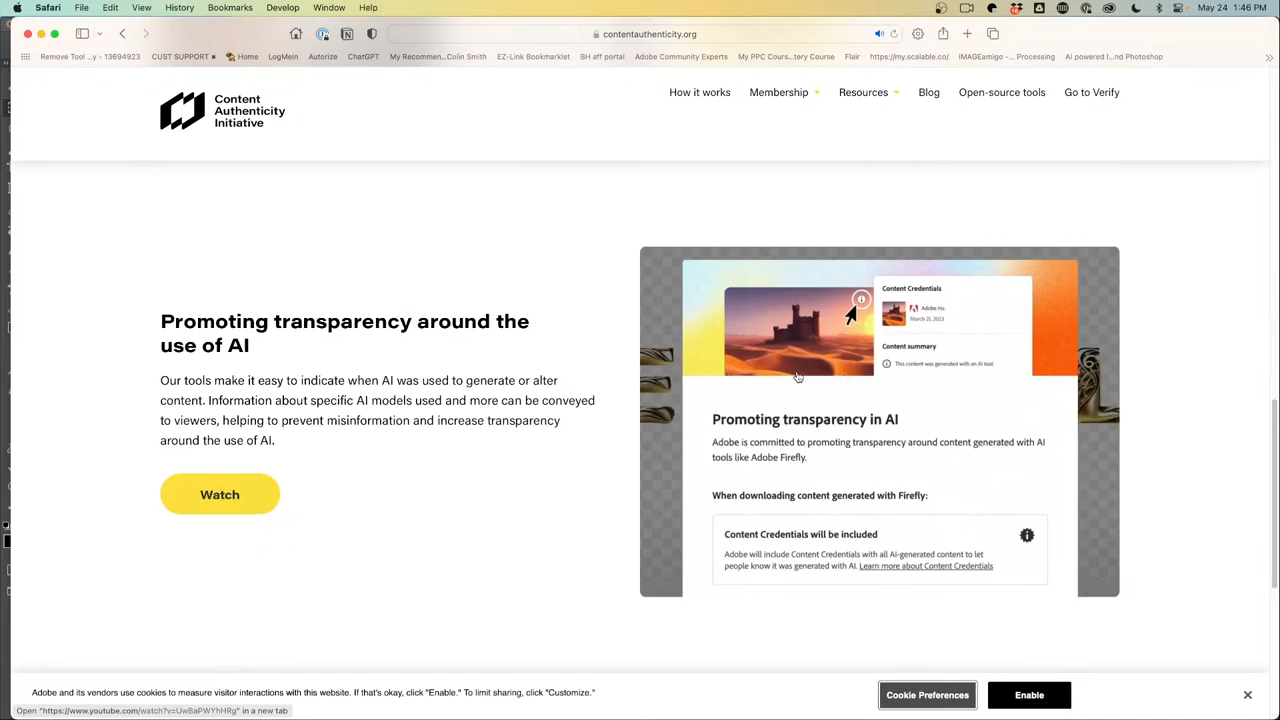 Safari File Edit View History Bookmarks Develop Window Help May 24 1:46 PM
contentauthenticity.org
Remove Tool ...y - 13694923 CUST SUPPORT Home LogMein Autorize ChatGPT My Recommen...Colin Smith EZ-Link Bookmarklet BH aff portal Adobe Community Experts My PPC Cours...tery Course Flair https://my.scalable.co/ IMAGEamigo -... Processing AI powered I...nd Photoshop
Content
Authenticity
Initiative
How it works Membership Resources Blog Open-source tools Go to Verify
Promoting transparency around the
use of AI
Our tools make it easy to indicate when AI was used to generate or alter
content. Information about specific AI models used and more can be conveyed
to viewers, helping to prevent misinformation and increase transparency
around the use of AI.
Watch
Content Credentials
Adobe Inc.
March 21, 2023
Content summary
This content was generated with an AI tool.
Promoting transparency in AI
Adobe is committed to promoting transparency around content generated with AI
tools like Adobe Firefly.
When downloading content generated with Firefly:
Content Credentials will be included
Adobe will include Content Credentials with all AI-generated content to let
people know it was generated with AI. Learn more about Content Credentials
Adobe and its vendors use cookies to measure visitor interactions with this website. If that's okay, click "Enable." To limit sharing, click "Customize."
Cookie Preferences
Enable
Open "https://www.youtube.com/watch?v=UwBaPWYhHRg" in a new tab